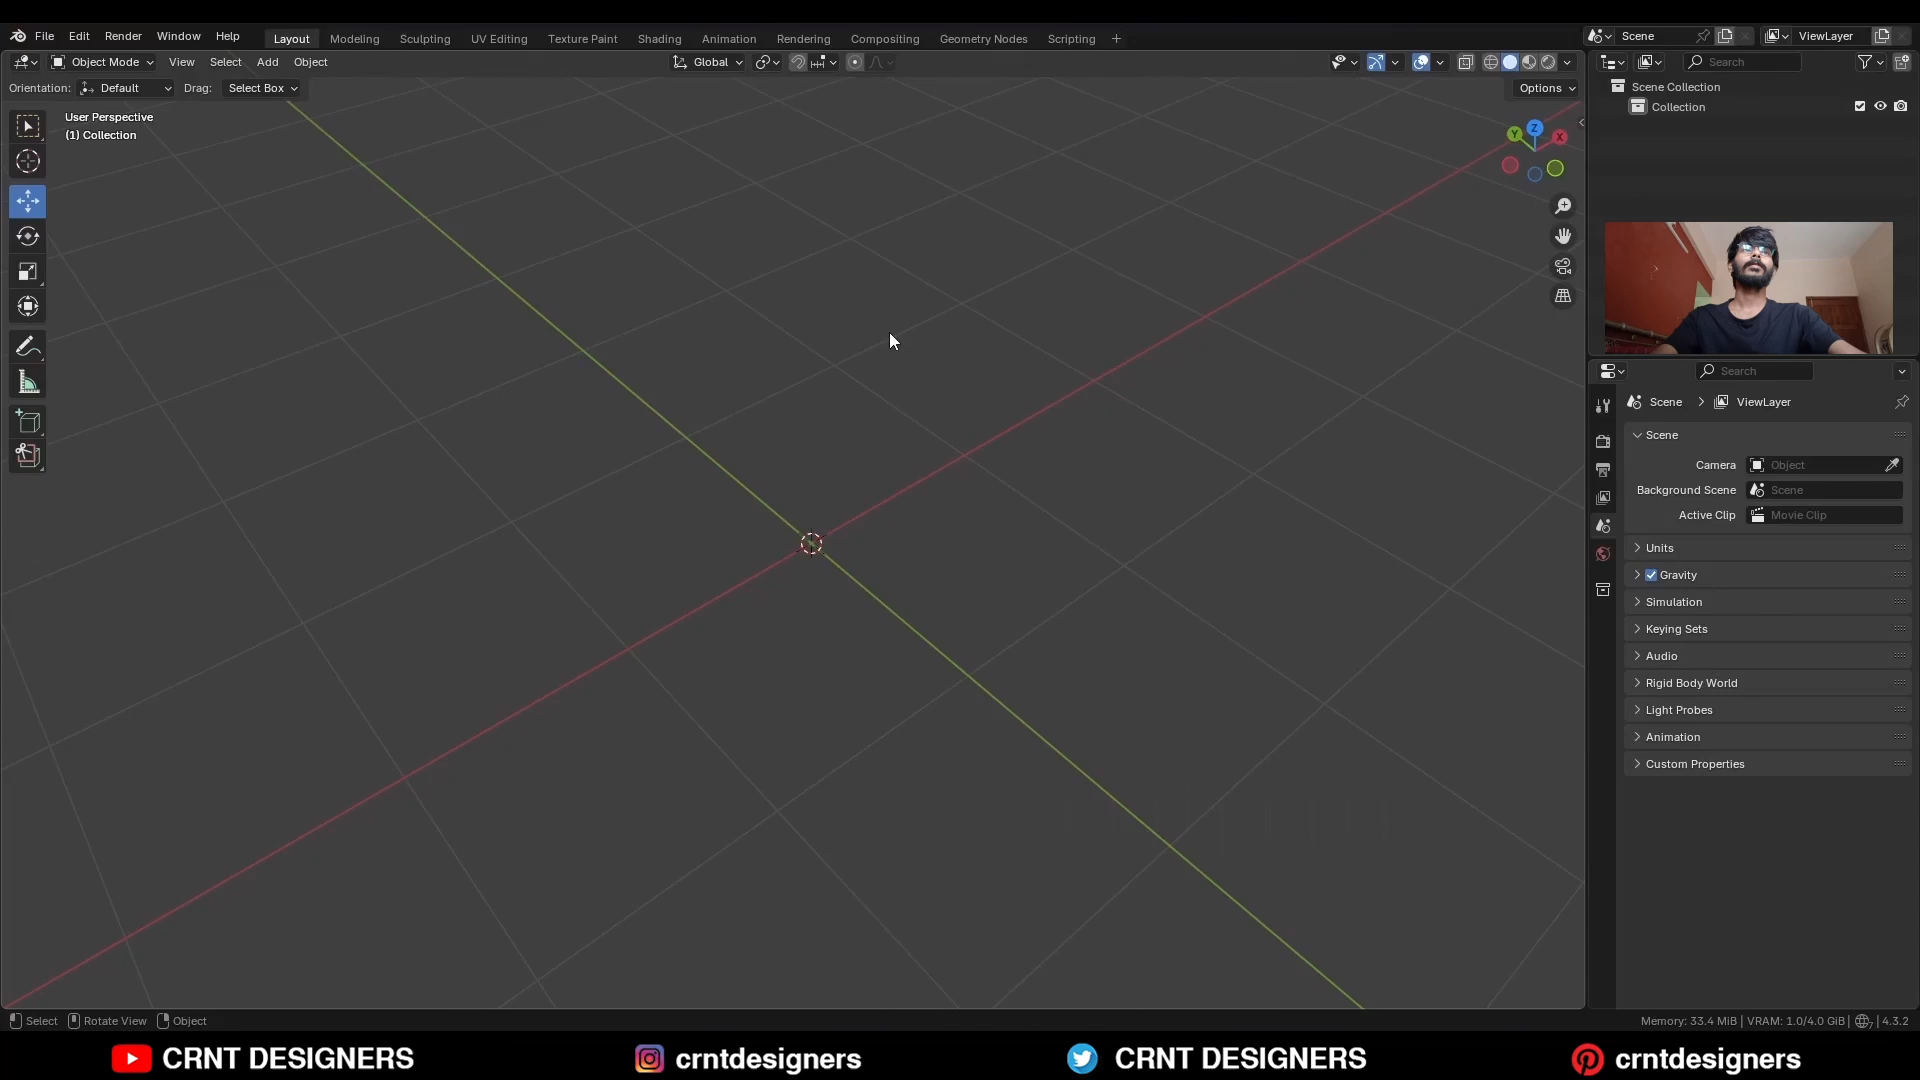 File Edit Render Window Help Layout Modeling Sculpting UV Editing Texture Paint Shading Animation Rendering Compositing Geometry Nodes Scripting + Scene ViewLayer
Object Mode View Select Add Object Global Search
Orientation: Default Drag: Select Box Options
Scene Collection
Collection
User Perspective
(1) Collection
Z
Y
X
Search
Scene > ViewLayer
Scene
Camera Object
Background Scene Scene
Active Clip Movie Clip
Units
Gravity
Simulation
Keying Sets
Audio
Rigid Body World
Light Probes
Animation
Custom Properties
Select Rotate View Object Memory: 33.4 MiB | VRAM: 1.0/4.0 GiB | 7 | 4.3.2
CRNT DESIGNERS crntdesigners CRNT DESIGNERS crntdesigners